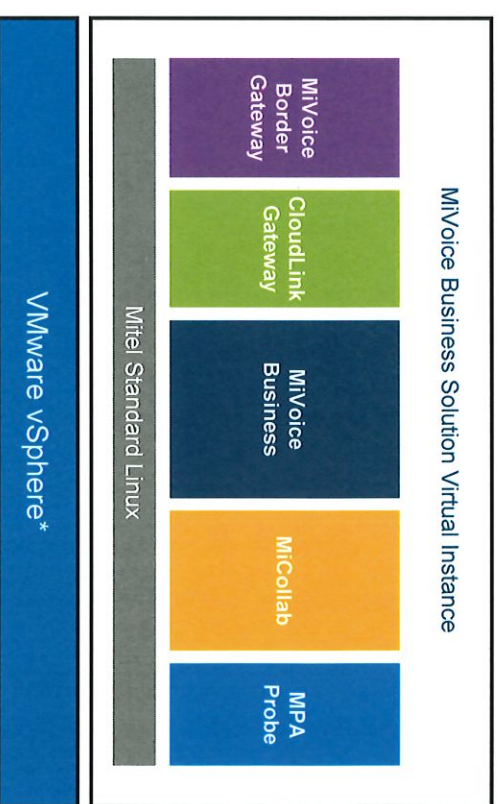 MiVoice Business Solution Virtual Instance
MiVoice
Border
Gateway
CloudLink
Gateway
MiVoice
Business
MiCollab
MPA
Probe
Mitel Standard Linux
VMware vSphere*